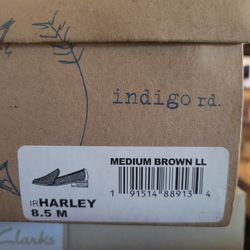 indigo rd.
MEDIUM BROWN LL
IRHARLEY
8.5 M
1 91514 88913 4
Clarks